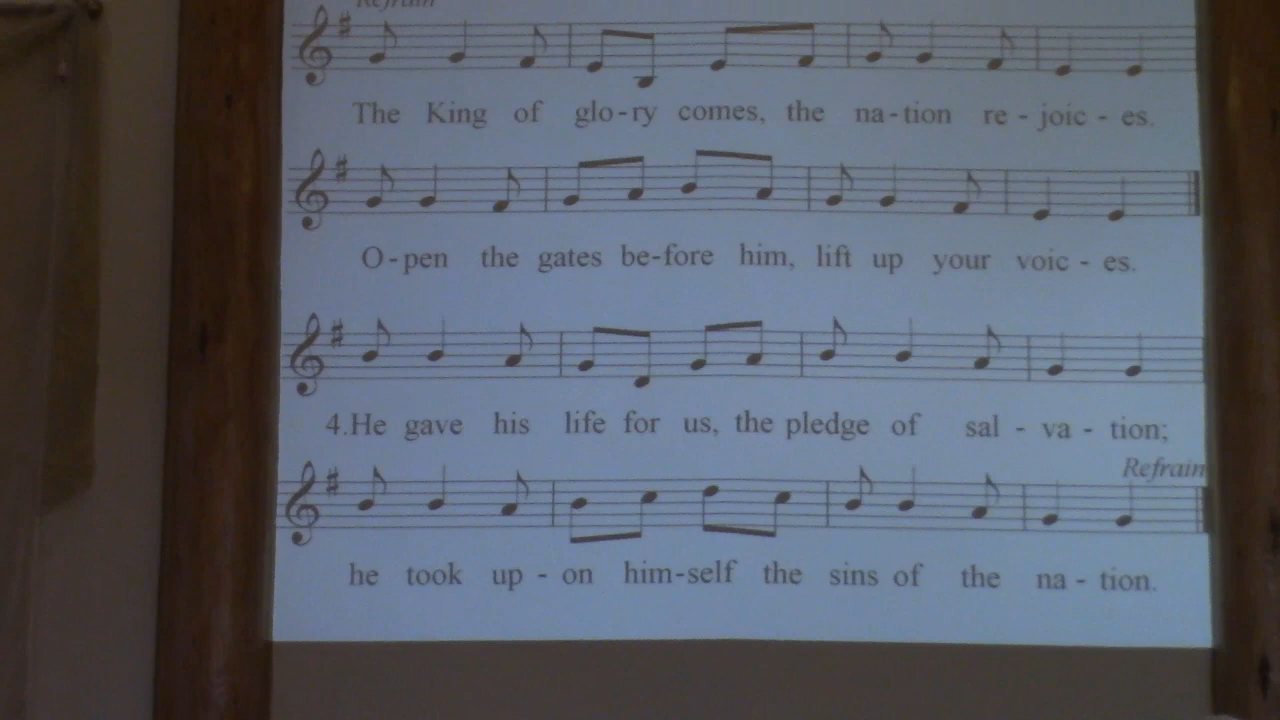 Refrain
The King of glo-ry comes, the na-tion re-joic-es.
O-pen the gates be-fore him, lift up your voic-es.
4.He gave his life for us, the pledge of sal-va-tion;
Refrain
he took up-on him-self the sins of the na-tion.